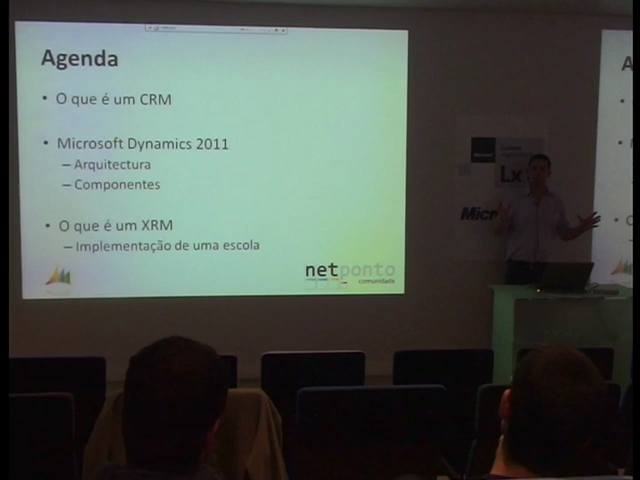 Agenda
• O que é um CRM
• Microsoft Dynamics 2011
– Arquitectura
– Componentes
• O que é um XRM
– Implementação de uma escola
netponto
comunidade
Lx
Micr
A